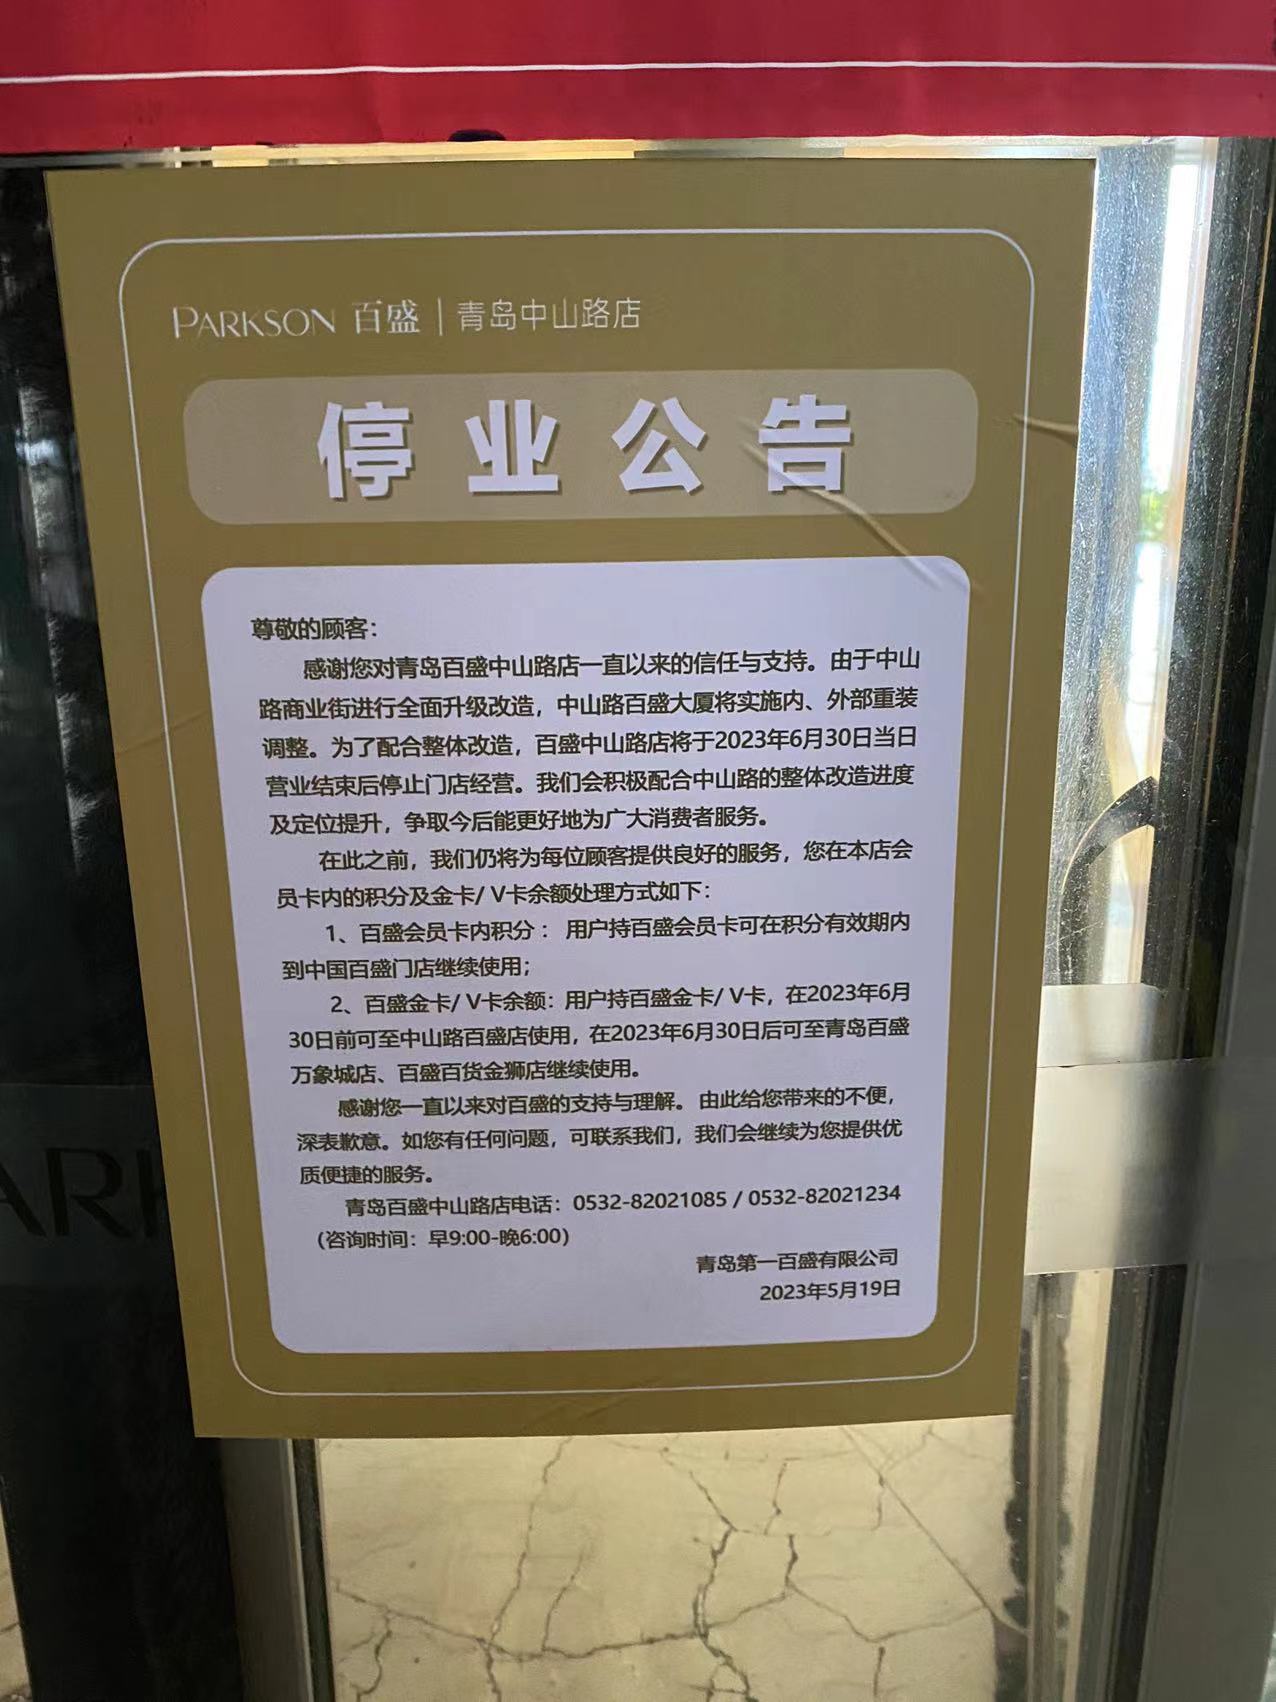 PARKSON 百盛 | 青岛中山路店
停业公告
尊敬的顾客：
感谢您对青岛百盛中山路店一直以来的信任与支持。由于中山
路商业街进行全面升级改造，中山路百盛大厦将实施内、外部重装
调整。为了配合整体改造，百盛中山路店将于2023年6月30日当日
营业结束后停止门店经营。我们会积极配合中山路的整体改造进度
及定位提升，争取今后能更好地为广大消费者服务。
在此之前，我们仍将为每位顾客提供良好的服务，您在本店会
员卡内的积分及金卡/ V卡余额处理方式如下：
1、百盛会员卡内积分： 用户持百盛会员卡可在积分有效期内
到中国百盛门店继续使用；
2、百盛金卡/ V卡余额：用户持百盛金卡/ V卡，在2023年6月
30日前可至中山路百盛店使用，在2023年6月30日后可至青岛百盛
万象城店、百盛百货金狮店继续使用。
感谢您一直以来对百盛的支持与理解。由此给您带来的不便，
深表歉意。如您有任何问题，可联系我们，我们会继续为您提供优
质便捷的服务。
青岛百盛中山路店电话：0532-82021085 / 0532-82021234
（咨询时间：早9:00-晚6:00）
青岛第一百盛有限公司
2023年5月19日
ARK